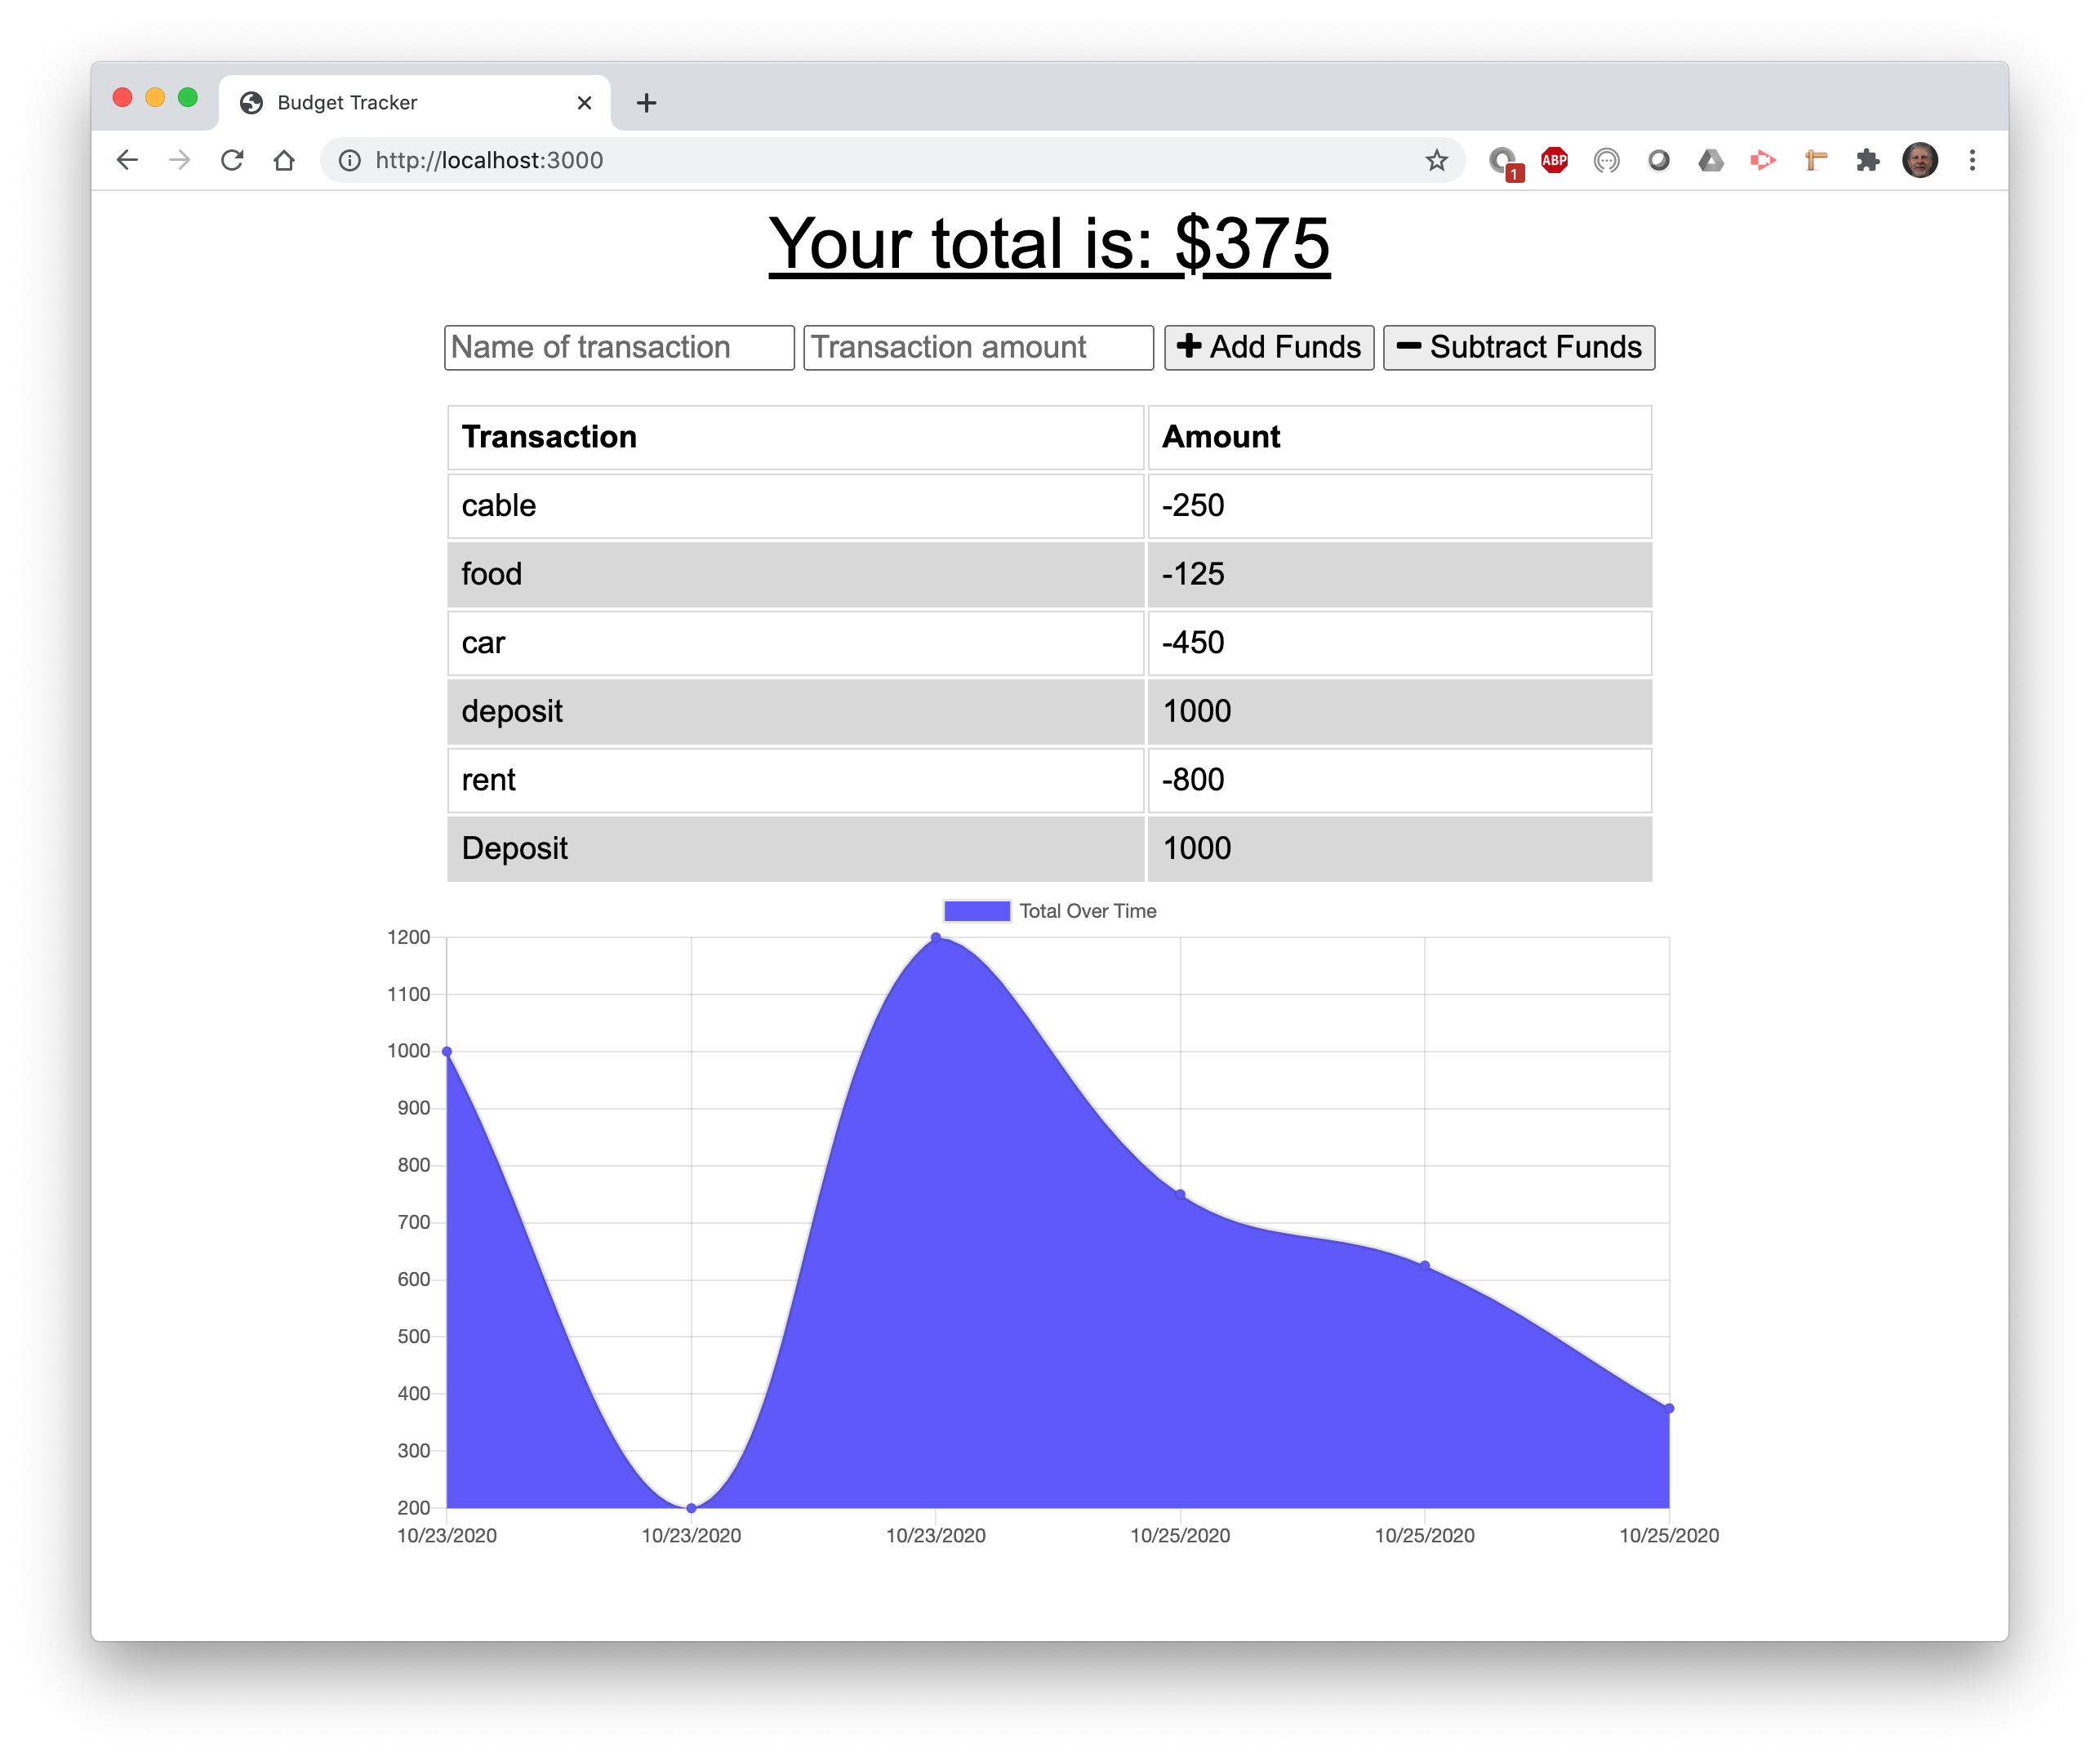 Budget Tracker
http://localhost:3000
1
ABP
Your total is: $375
Name of transaction Transaction amount Add Funds Subtract Funds
Transaction Amount
cable -250
food -125
car -450
deposit 1000
rent -800
Deposit 1000
Total Over Time
1200
1100
1000
900
800
700
600
500
400
300
200
10/23/2020 10/23/2020 10/23/2020 10/25/2020 10/25/2020 10/25/2020